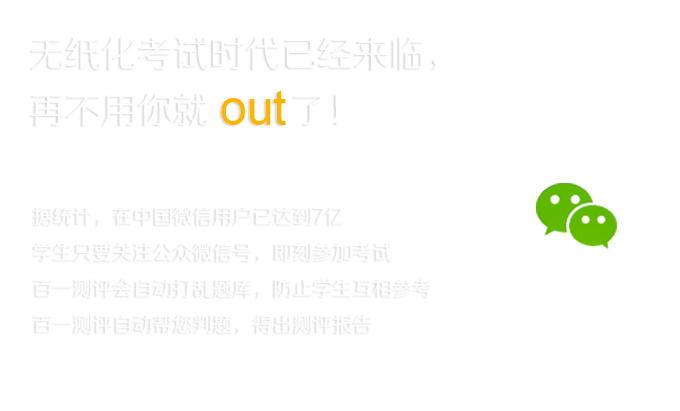 无纸化考试时代已经来临，
再不用你就 out了！
据统计，在中国微信用户已达到7亿
学生只要关注公众微信号，即刻参加考试
百一测评会自动打乱题库，防止学生互相参考
百一测评自动帮您判题，得出测评报告